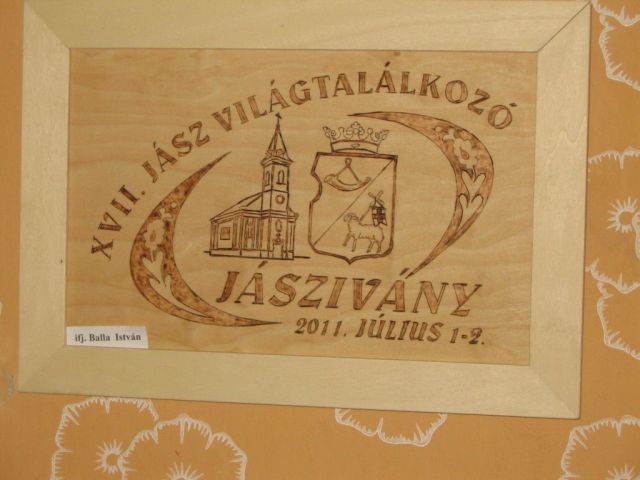 XVII. JÁSZ VILÁGTALÁLKOZÓ
JÁSZIVÁNY
2011. JÚLIUS 1-2.
ifj. Balla István